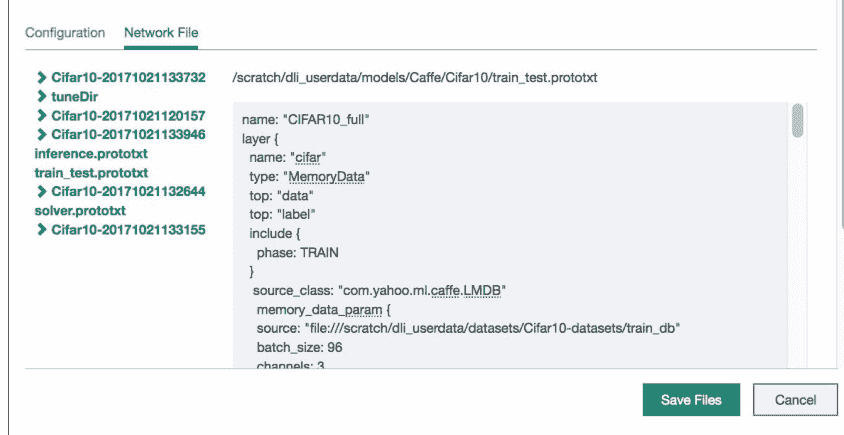 Configuration Network File
Cifar10-20171021133732
tuneDir
Cifar10-20171021120157
Cifar10-20171021133946
inference.prototxt
train_test.prototxt
Cifar10-20171021132644
solver.prototxt
Cifar10-20171021133155
/scratch/dli_userdata/models/Caffe/Cifar10/train_test.prototxt
name: "CIFAR10_full"
layer {
name: "cifar"
type: "MemoryData"
top: "data"
top: "label"
include {
phase: TRAIN
}
source_class: "com.yahoo.ml.caffe.LMDB"
memory_data_param {
source: "file:///scratch/dli_userdata/datasets/Cifar10-datasets/train_db"
batch_size: 96
channels: 3
Save Files Cancel